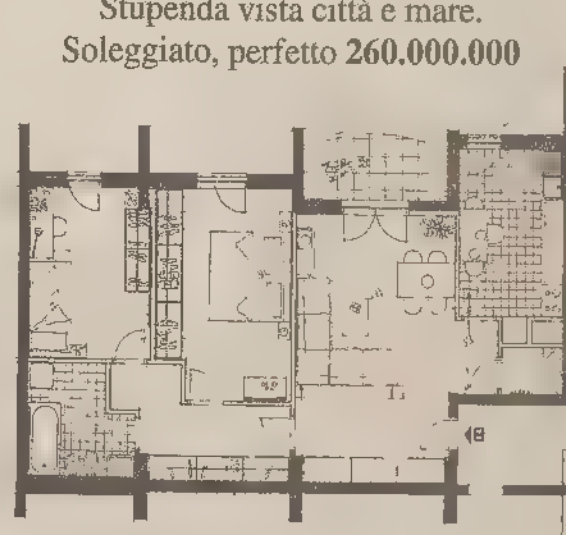 Stupenda vista città e mare.
Soleggiato, perfetto 260.000.000